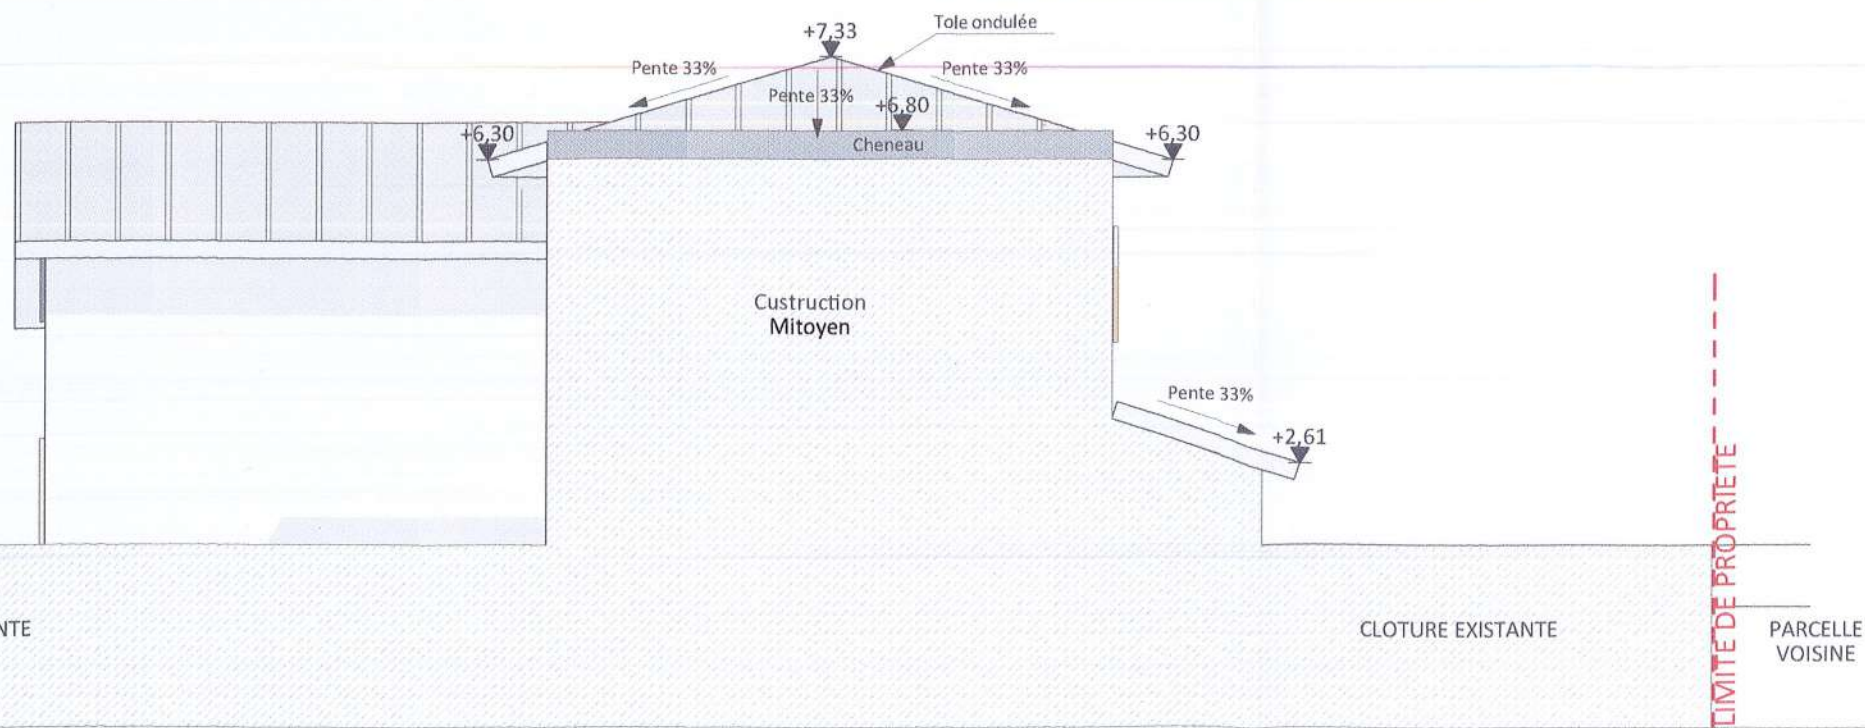 Tole ondulée
+7,33
Pente 33%
Pente 33%
Pente 33%
+6,80
+6,30
+6,30
Cheneau
Custruction
Mitoyen
Pente 33%
+2,61
LIMITE DE PROPRIETE
NTE
CLOTURE EXISTANTE
PARCELLE
VOISINE